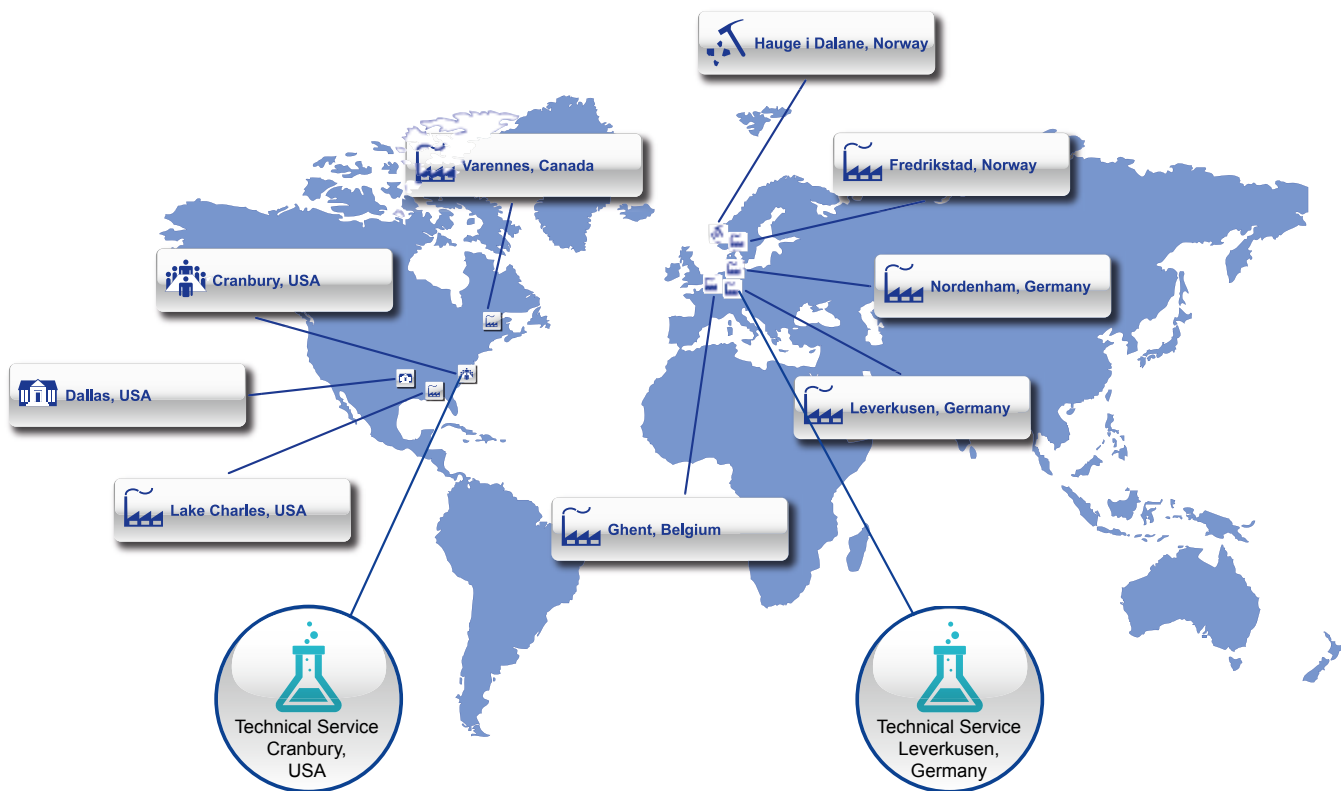 Hauge i Dalane, Norway
Varennes, Canada
Fredrikstad, Norway
Cranbury, USA
Nordenham, Germany
Dallas, USA
Leverkusen, Germany
Lake Charles, USA
Ghent, Belgium
Technical Service
Cranbury,
USA
Technical Service
Leverkusen,
Germany